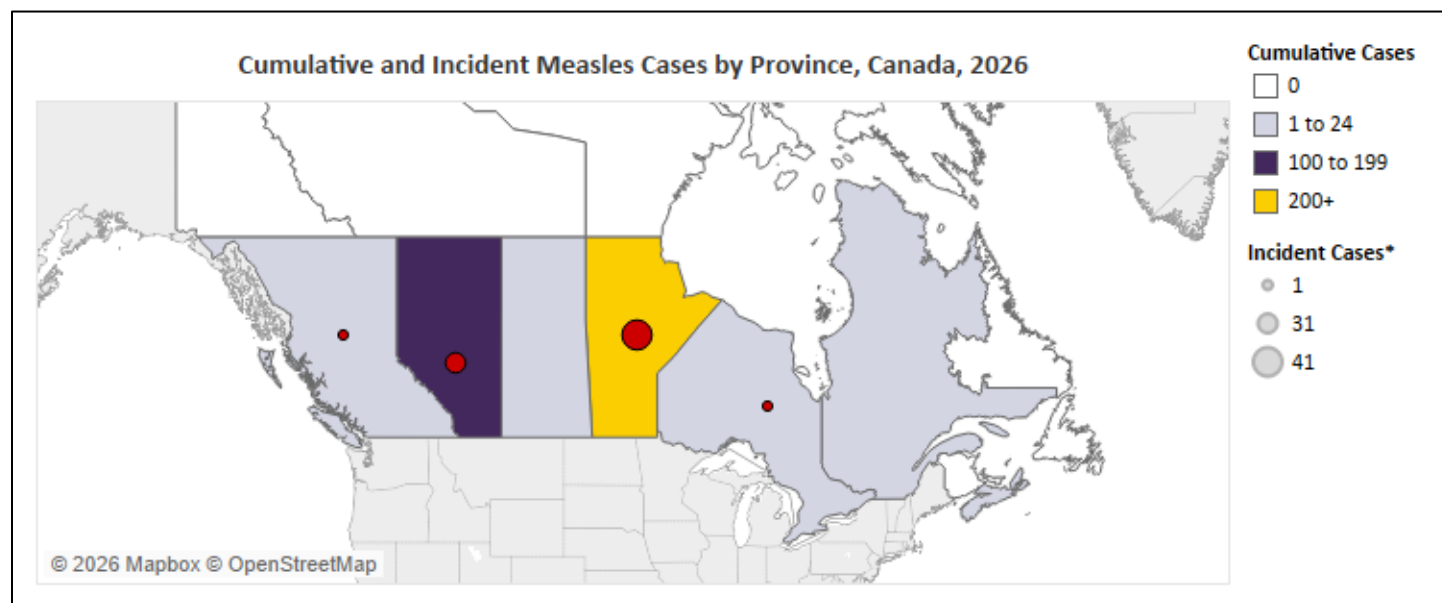 Cumulative and Incident Measles Cases by Province, Canada, 2026
Cumulative Cases
0
1 to 24
100 to 199
200+
Incident Cases*
1
31
41
© 2026 Mapbox © OpenStreetMap